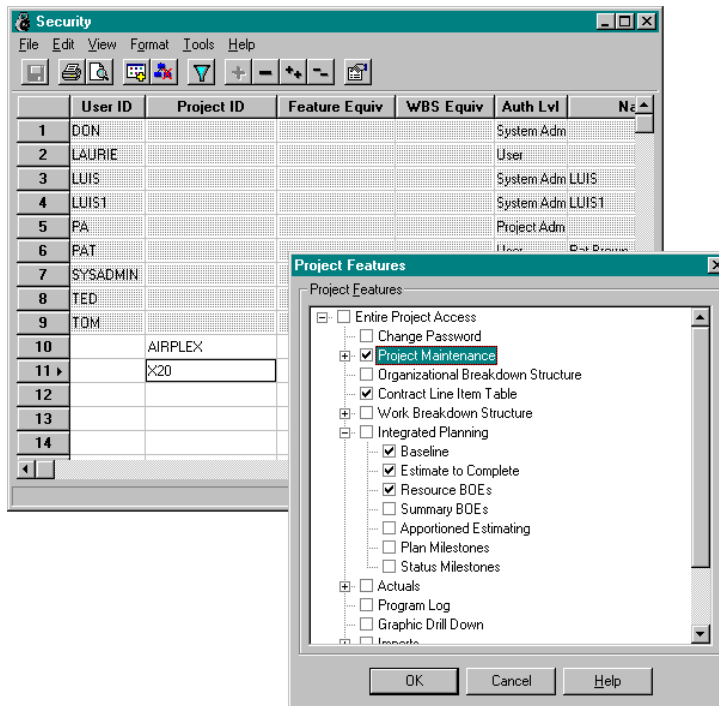 Security
File Edit View Format Tools Help
User ID Project ID Feature Equiv WBS Equiv Auth Lvl
1 DON System Adm
2 LAURIE User
3 LUIS System Adm LUIS
4 LUIS1 System Adm LUIS1
5 PA Project Adm
6 PAT
7 SYSADMIN
8 TED
9 TOM
10 AIRPLEX
11 X20
12
13
14
Project Features
Project Features
Entire Project Access
Change Password
Project Maintenance
Organizational Breakdown Structure
Contract Line Item Table
Work Breakdown Structure
Integrated Planning
Baseline
Estimate to Complete
Resource BOEs
Summary BOEs
Apportioned Estimating
Plan Milestones
Status Milestones
Actuals
Program Log
Graphic Drill Down
Imports
OK Cancel Help